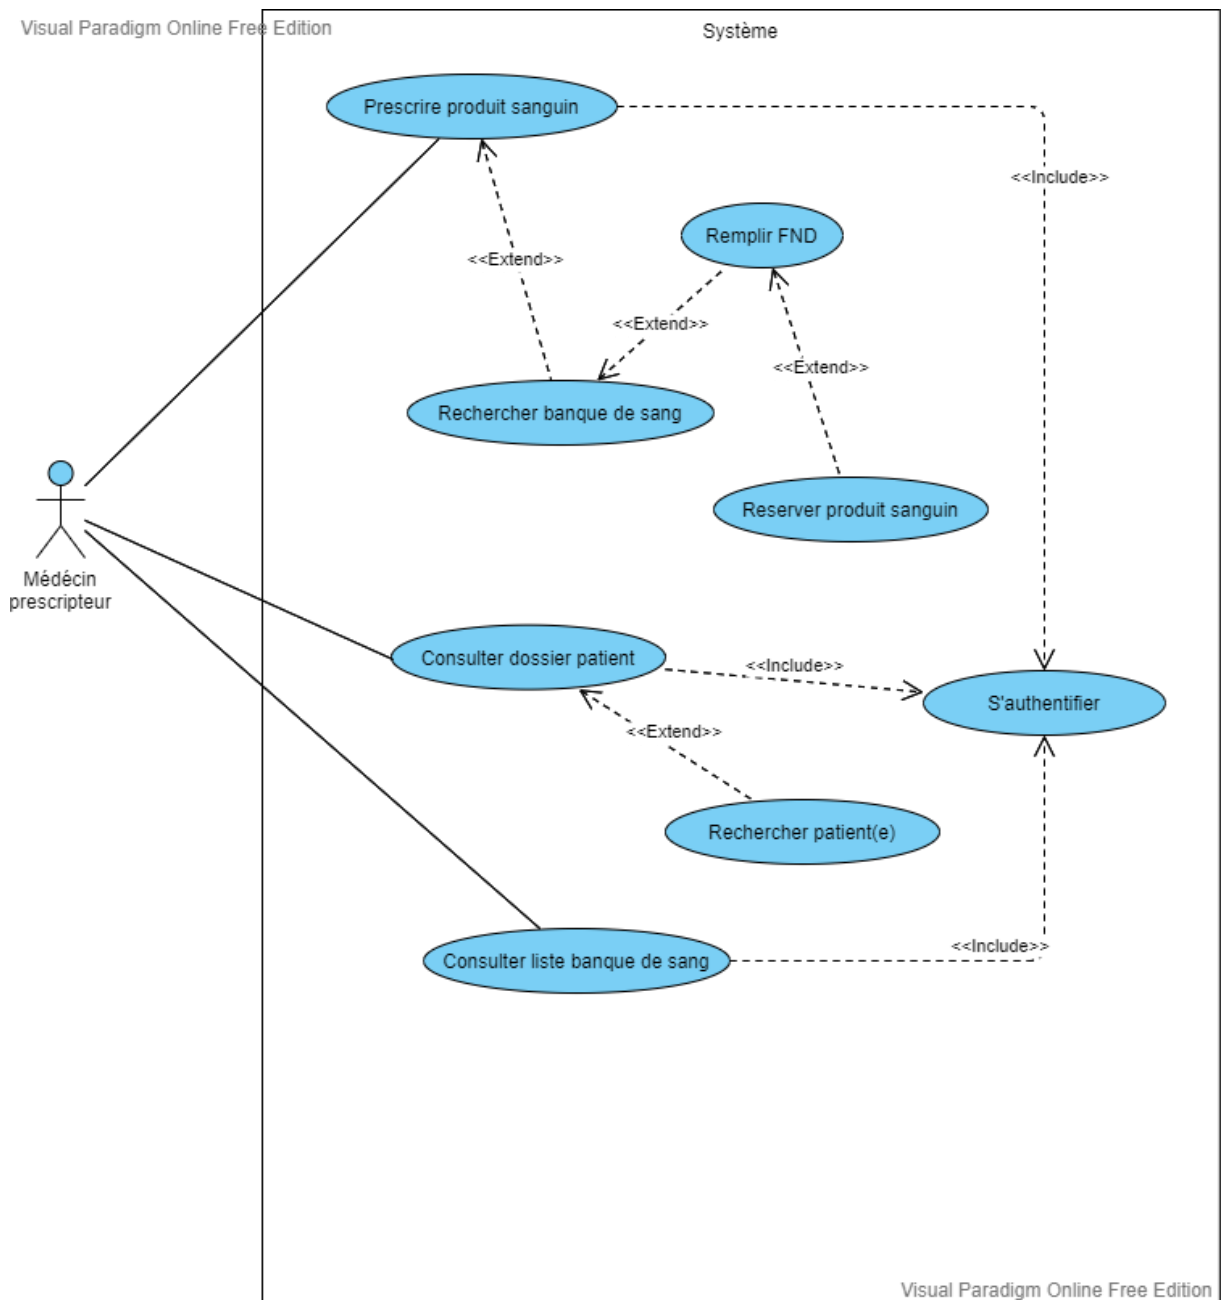 Visual Paradigm Online Free Edition
Système
Prescrire produit sanguin
<<Include>>
Remplir FND
<<Extend>>
<<Extend>>
<<Extend>>
Rechercher banque de sang
Reserver produit sanguin
Médécin
prescripteur
Consulter dossier patient
<<Include>>
S'authentifier
<<Extend>>
Rechercher patient(e)
Consulter liste banque de sang
<<Include>>
Visual Paradigm Online Free Edition